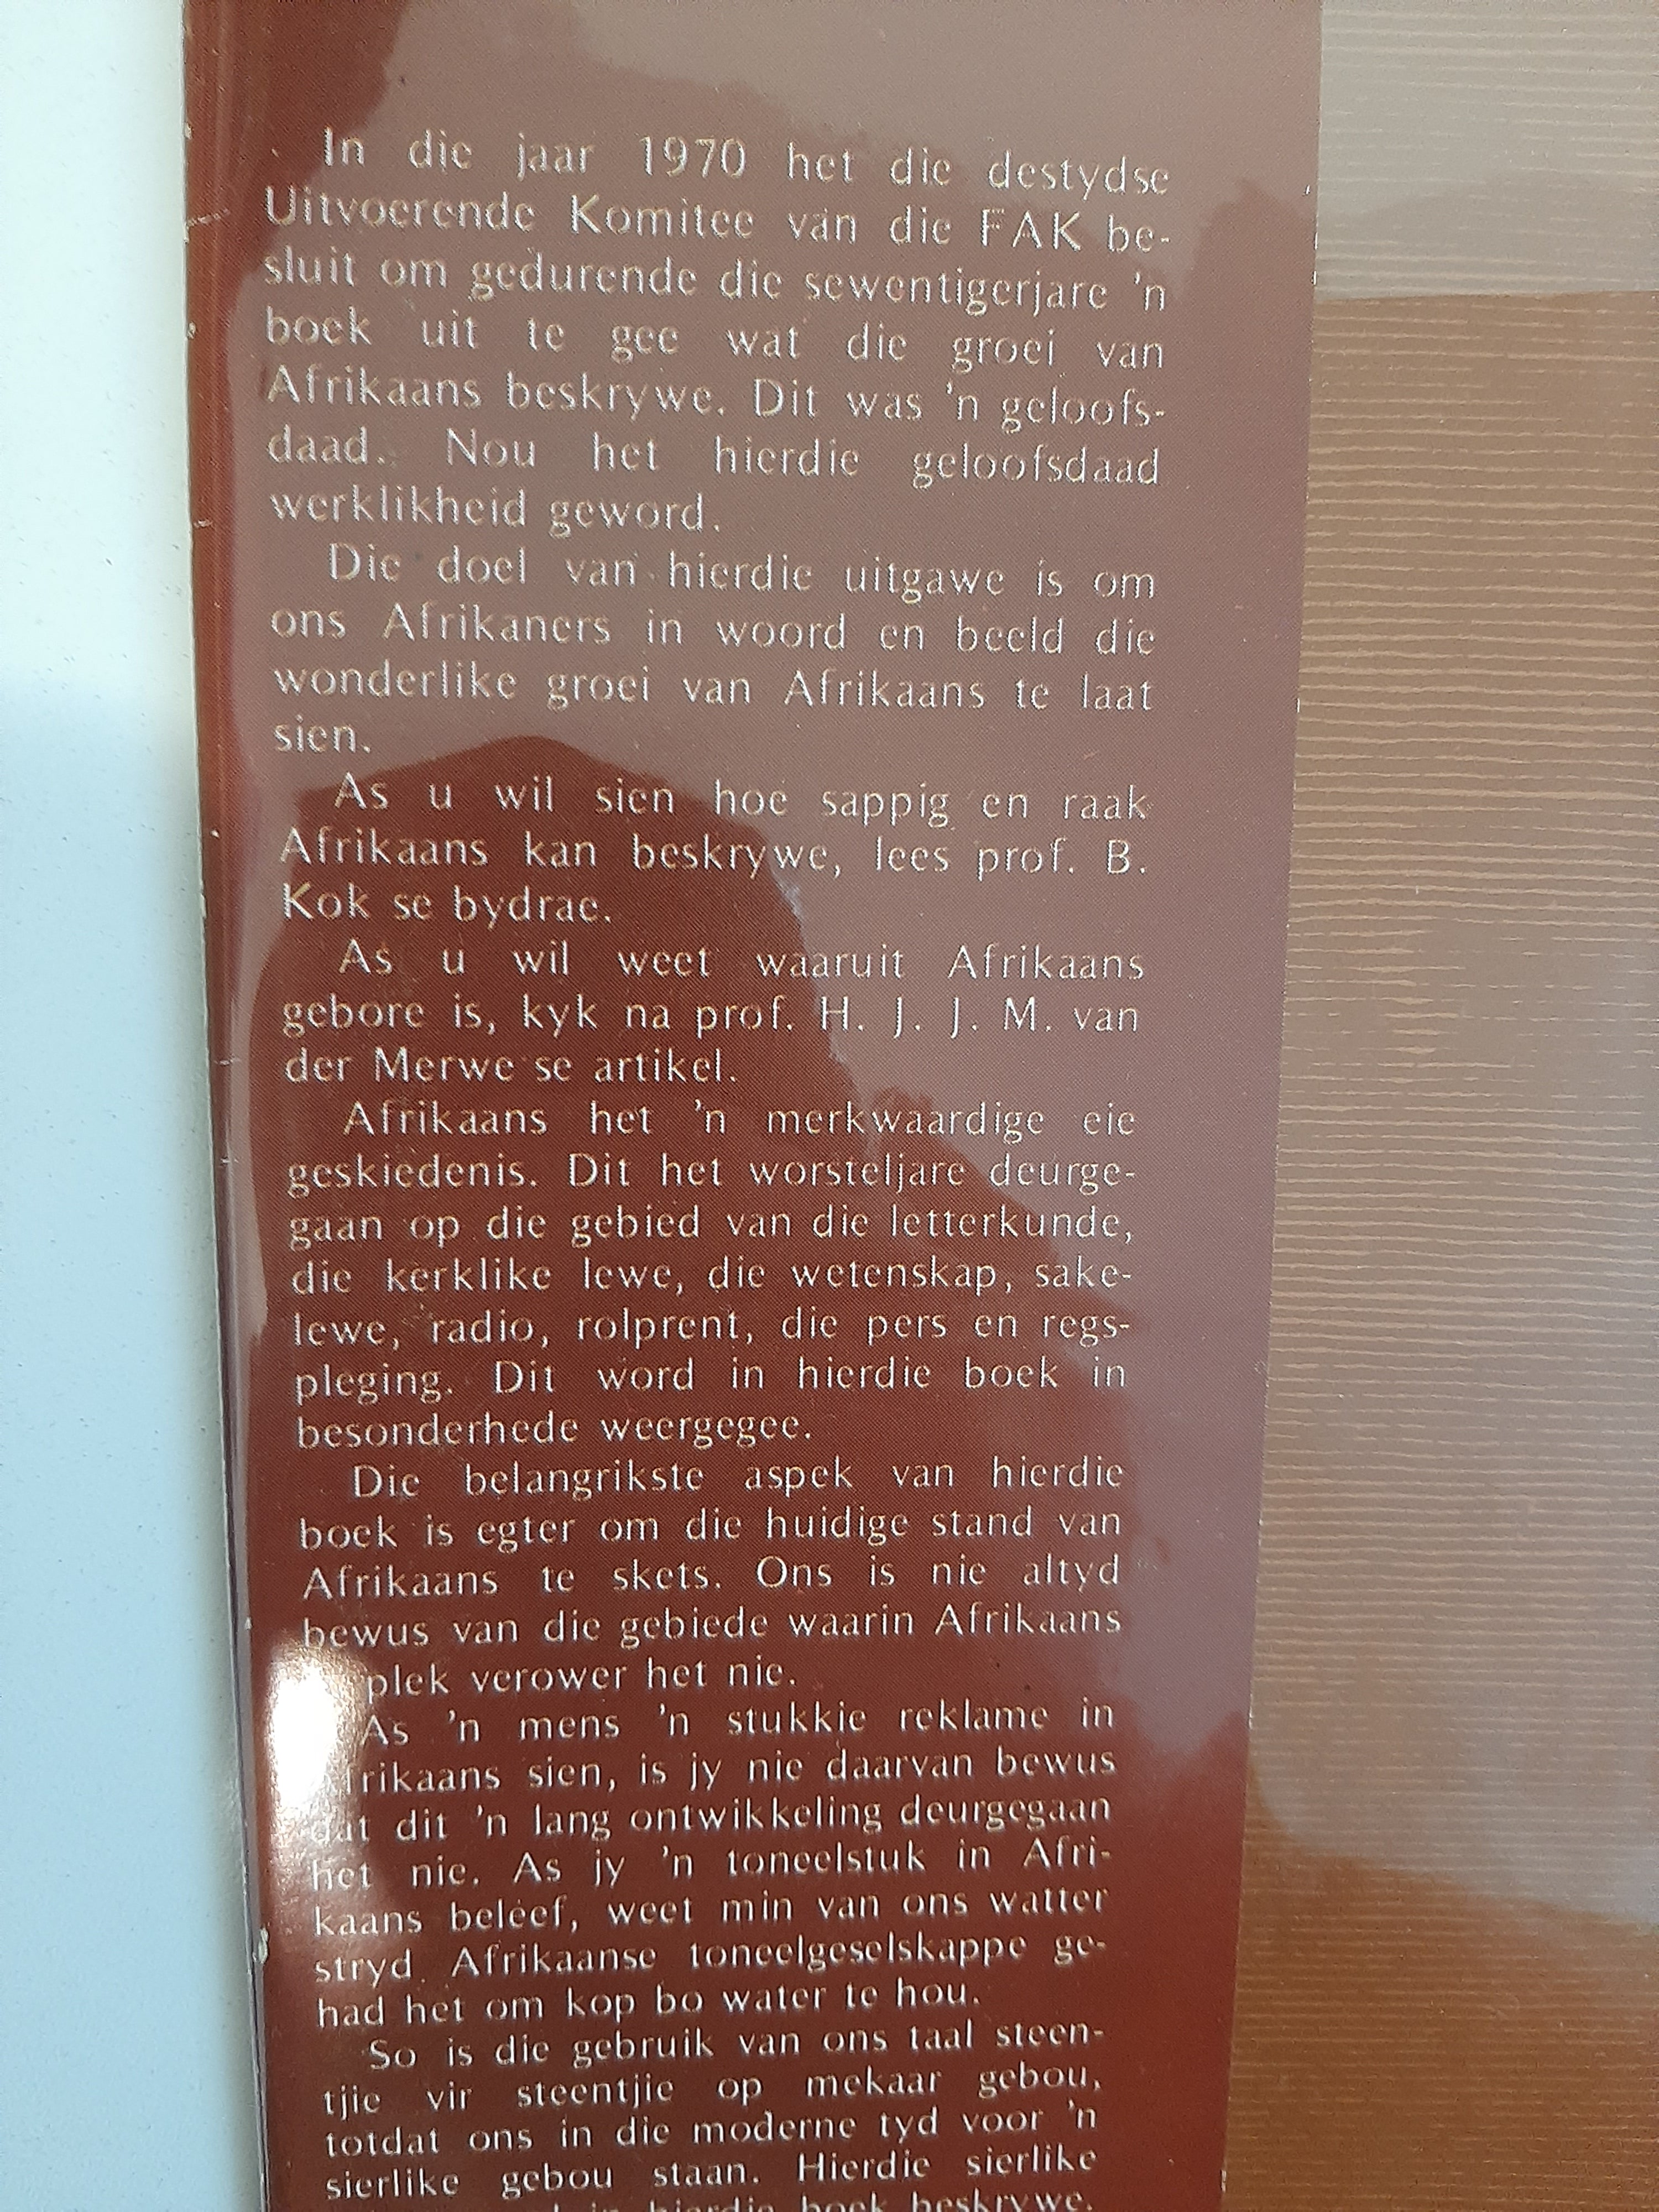 In die jaar 1970 het die destydse
Uitvoerende Komitee van die FAK be-
sluit om gedurende die sewentigerjare 'n
boek uit te gee wat die groei van
Afrikaans beskrywe. Dit was 'n geloofs-
daad. Nou het hierdie geloofsdaad
werklikheid geword.
Die doel van hierdie uitgawe is om
ons Afrikaners in woord en beeld die
wonderlike groei van Afrikaans te laat
sien.
As u wil sien hoe sappig en raak
Afrikaans kan beskrywe, lees prof. B.
Kok se bydrae.
As u wil weet waaruit Afrikaans
gebore is, kyk na prof. H. J. J. M. van
der Merwe se artikel.
Afrikaans het 'n merkwaardige eie
geskiedenis. Dit het worsteljare deurge-
gaan op die gebied van die letterkunde,
die kerklike lewe, die wetenskap, sake-
lewe, radio, rolprent, die pers en regs-
pleging. Dit word in hierdie boek in
besonderhede weergegee.
Die belangrikste aspek van hierdie
boek is egter om die huidige stand van
Afrikaans te skets. Ons is nie altyd
bewus van die gebiede waarin Afrikaans
plek verower het nie.
As 'n mens 'n stukkie reklame in
Afrikaans sien, is jy nie daarvan bewus
dat dit 'n lang ontwikkeling deurgegaan
het nie. As jy 'n toneelstuk in Afri-
kaans beleef, weet min van ons watter
stryd Afrikaanse toneelgeselskappe ge-
had het om kop bo water te hou.
So is die gebruik van ons taal steen-
tjie vir steentjie op mekaar gebou,
totdat ons in die moderne tyd voor 'n
sierlike gebou staan. Hierdie sierlike
in hierdie boek beskrywe.